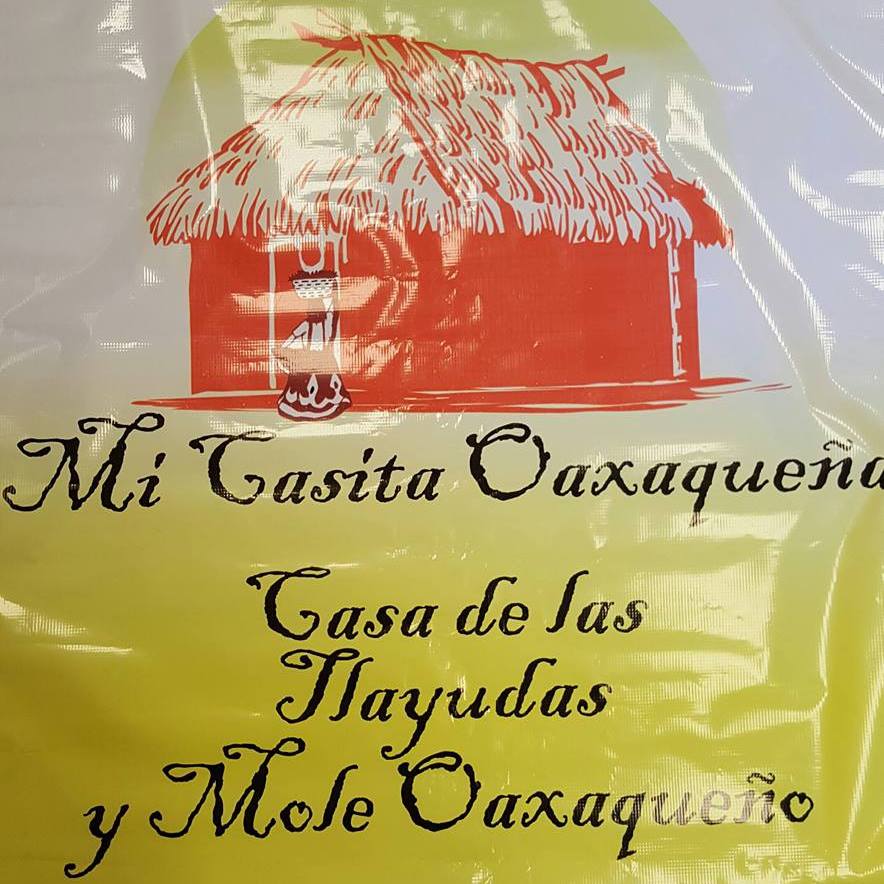 Mi Casita Oaxaqueña
Casa de las
Tlayudas
y Mole Oaxaqueño